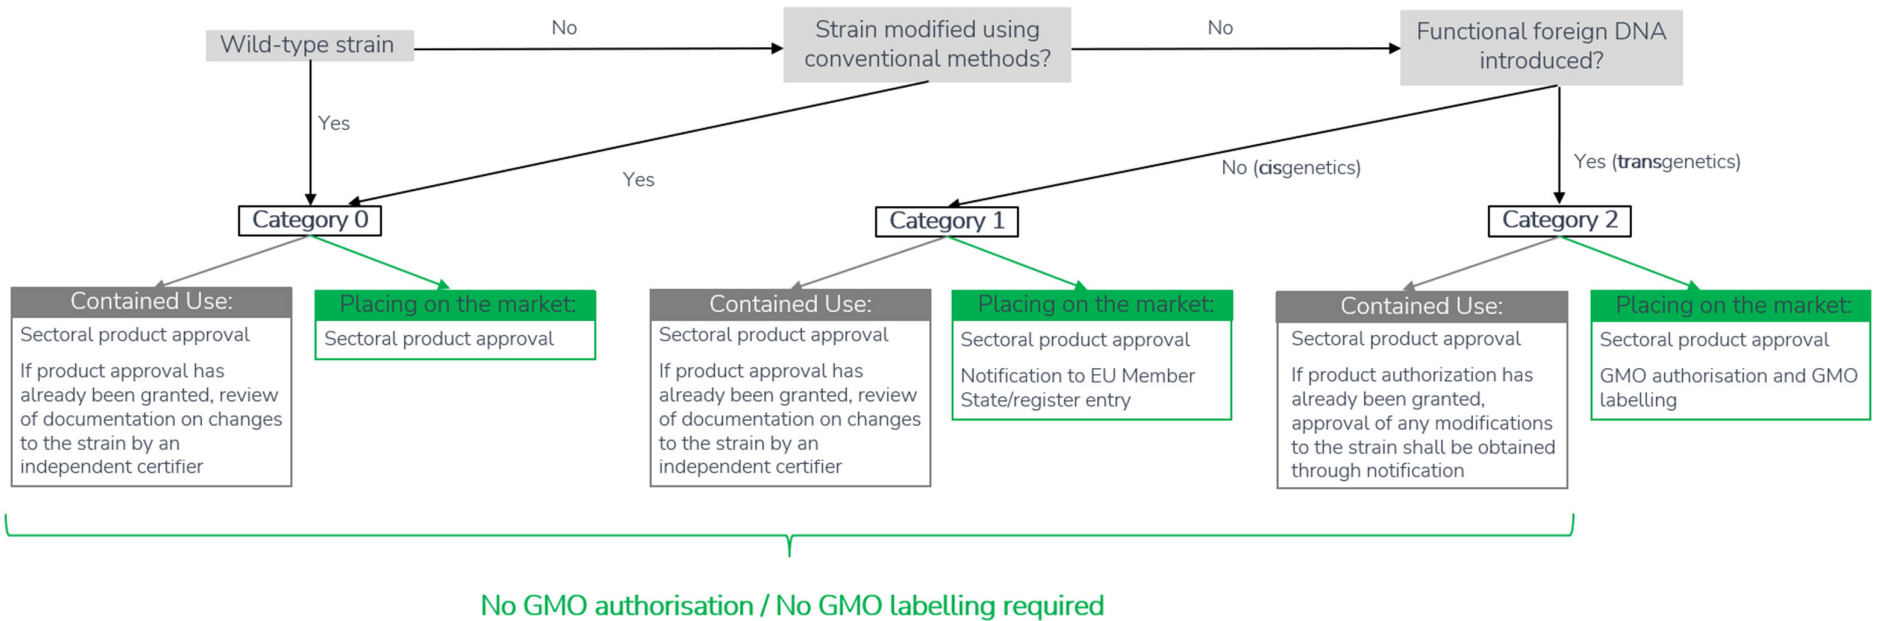 Wild-type strain
No
Strain modified using
conventional methods?
No
Functional foreign DNA
introduced?
Yes
Yes
No (cisgenetics)
Yes (transgenetics)
Category 0
Category 1
Category 2
Contained Use:
Sectoral product approval
If product approval has
already been granted, review
of documentation on changes
to the strain by an
independent certifier
Placing on the market:
Sectoral product approval
Contained Use:
Sectoral product approval
If product approval has
already been granted, review
of documentation on changes
to the strain by an
independent certifier
Placing on the market:
Sectoral product approval
Notification to EU Member
State/register entry
Contained Use:
Sectoral product approval
If product authorization has
already been granted,
approval of any modifications
to the strain shall be obtained
through notification
Placing on the market:
Sectoral product approval
GMO authorisation and GMO
labelling
No GMO authorisation / No GMO labelling required